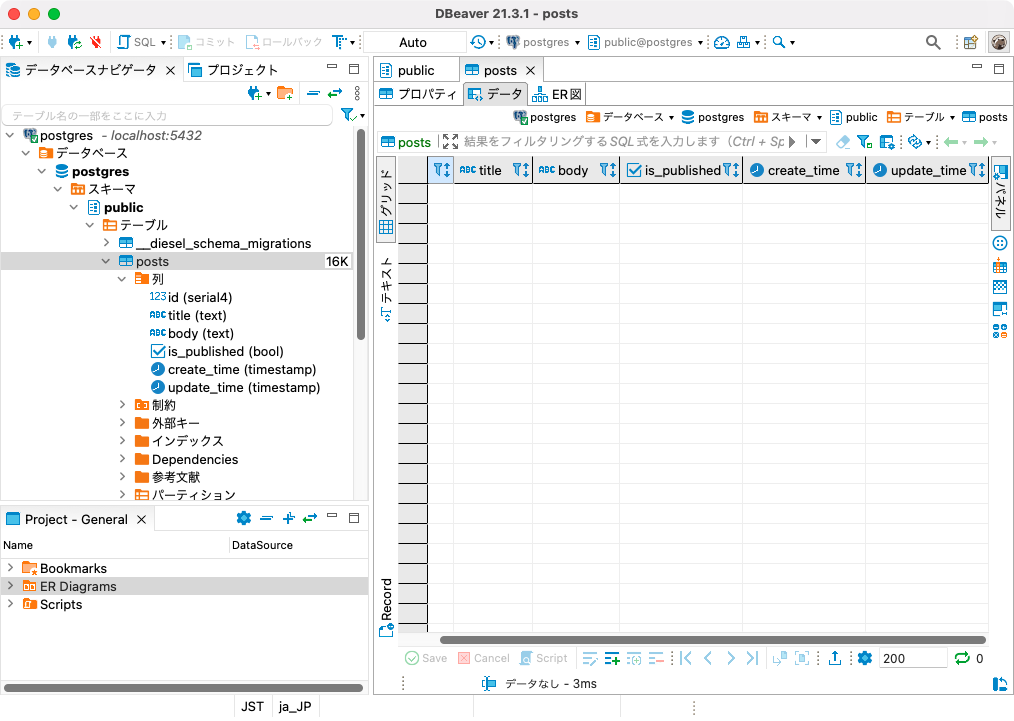 DBeaver 21.3.1 - posts
SQL コミット ロールバック T Auto postgres public@postgres
データベースナビゲータ プロジェクト
テーブル名の一部をここに入力
postgres - localhost:5432
データベース
postgres
スキーマ
public
テーブル
__diesel_schema_migrations
posts 16K
列
123 id (serial4)
ABC title (text)
ABC body (text)
is_published (bool)
create_time (timestamp)
update_time (timestamp)
制約
外部キー
インデックス
Dependencies
参考文献
パーティション
Project - General
Name DataSource
Bookmarks
ER Diagrams
Scripts
public posts
プロパティ データ ER図
postgres データベース postgres スキーマ public テーブル posts
posts 結果をフィルタリングする SQL 式を入力します (Ctrl + Sp
ABC title ABC body is_published create_time update_time
グリッド
テキスト
Record
パネル
Save Cancel Script 200 0
データなし - 3ms
JST ja_JP